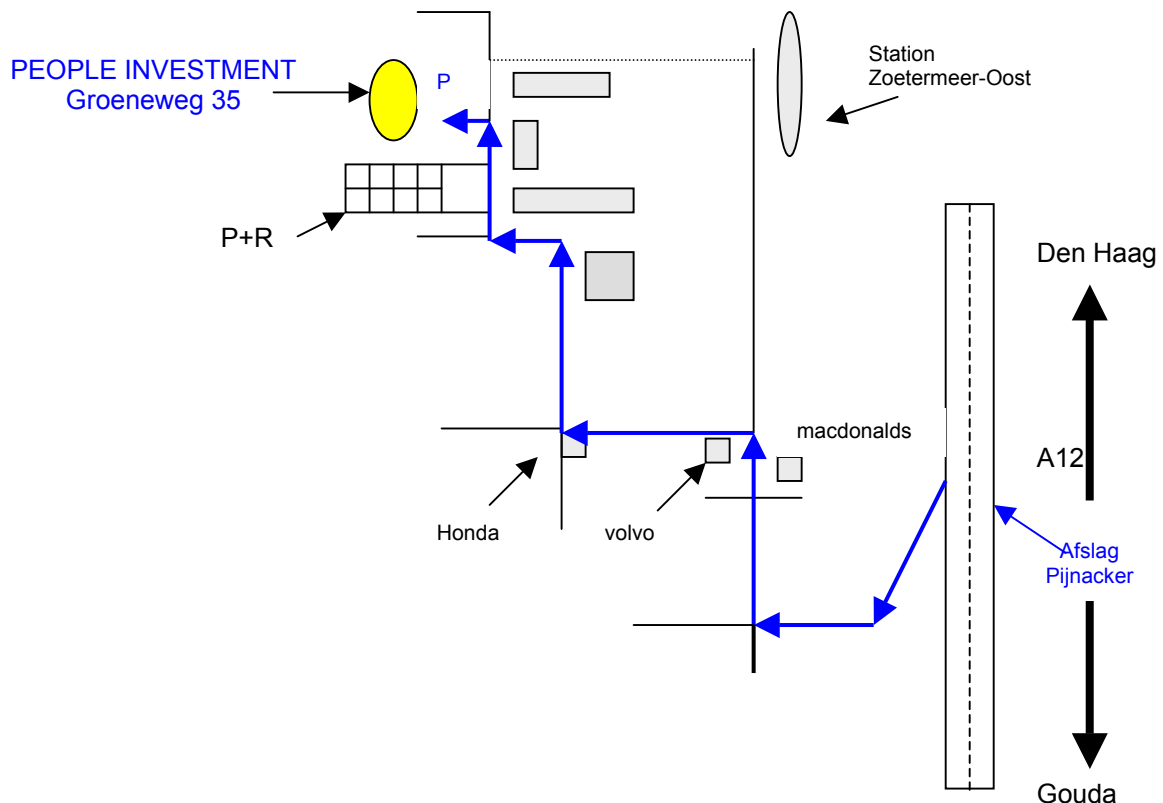 PEOPLE INVESTMENT
Groeneweg 35
P
Station
Zoetermeer-Oost
P+R
Den Haag
macdonalds
A12
Honda
volvo
Afslag
Pijnacker
Gouda